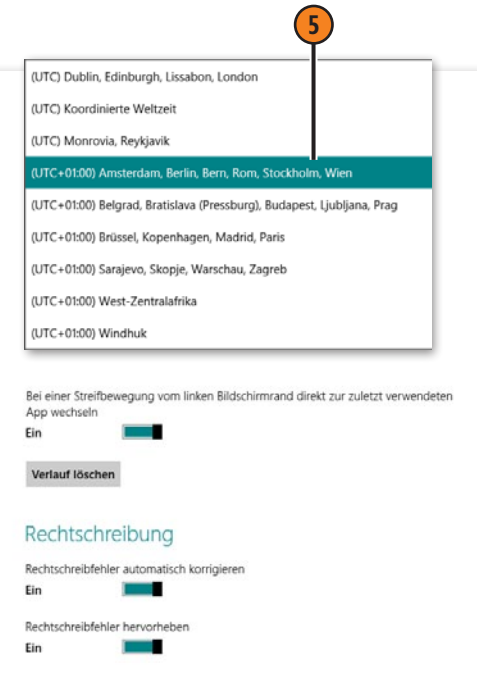 5
(UTC) Dublin, Edinburgh, Lissabon, London
(UTC) Koordinierte Weltzeit
(UTC) Monrovia, Reykjavik
(UTC+01:00) Amsterdam, Berlin, Bern, Rom, Stockholm, Wien
(UTC+01:00) Belgrad, Bratislava (Pressburg), Budapest, Ljubljana, Prag
(UTC+01:00) Brüssel, Kopenhagen, Madrid, Paris
(UTC+01:00) Sarajevo, Skopje, Warschau, Zagreb
(UTC+01:00) West-Zentralafrika
(UTC+01:00) Windhuk
Bei einer Streifbewegung vom linken Bildschirmrand direkt zur zuletzt verwendeten
App wechseln
Ein
Verlauf löschen
Rechtschreibung
Rechtschreibfehler automatisch korrigieren
Ein
Rechtschreibfehler hervorheben
Ein